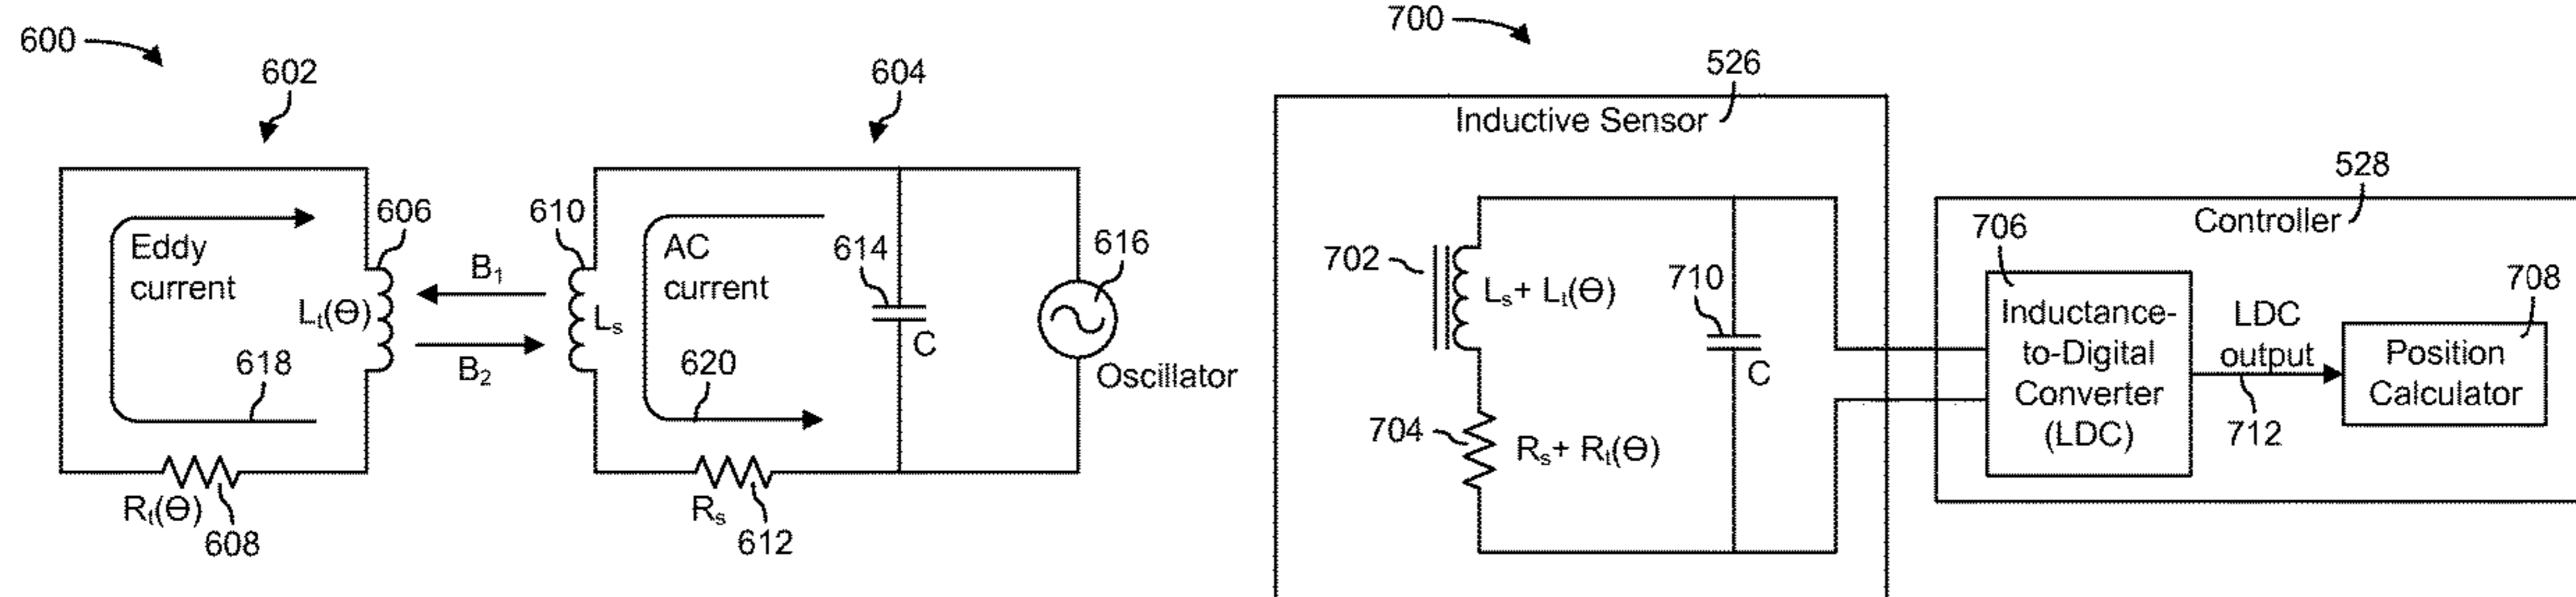 600
602
604
606
610
Eddy
current
AC
current
614
616
B₁
Lₜ(Θ)
Lₛ
B₂
C
618
620
Oscillator
Rₜ(Θ)
608
Rₛ
612
700
526
Inductive Sensor
528
Controller
702
Lₛ+ Lₜ(Θ)
710
C
704
Rₛ+ Rₜ(Θ)
706
Inductance-
to-Digital
Converter
(LDC)
LDC
output
712
708
Position
Calculator